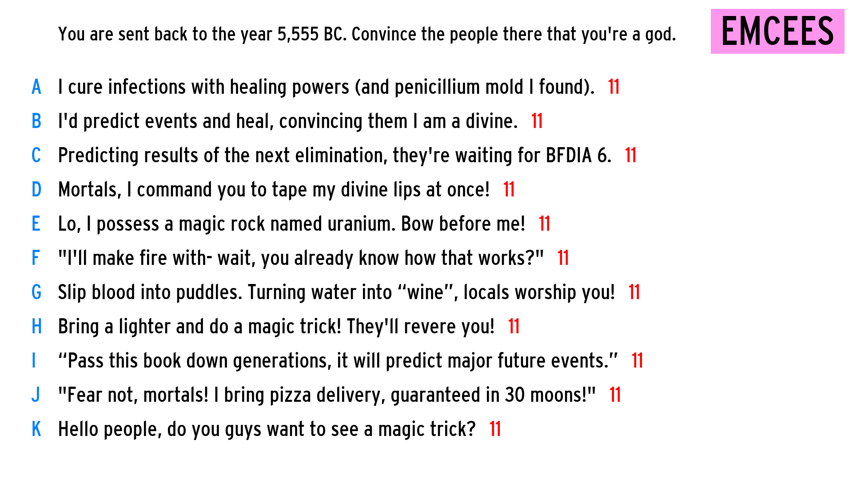 You are sent back to the year 5,555 BC. Convince the people there that you're a god.
EMCEES
A I cure infections with healing powers (and penicillium mold I found). 11
B I'd predict events and heal, convincing them I am a divine. 11
C Predicting results of the next elimination, they're waiting for BFDIA 6. 11
D Mortals, I command you to tape my divine lips at once! 11
E Lo, I possess a magic rock named uranium. Bow before me! 11
F "I'll make fire with- wait, you already know how that works?" 11
G Slip blood into puddles. Turning water into “wine”, locals worship you! 11
H Bring a lighter and do a magic trick! They'll revere you! 11
I “Pass this book down generations, it will predict major future events.” 11
J "Fear not, mortals! I bring pizza delivery, guaranteed in 30 moons!" 11
K Hello people, do you guys want to see a magic trick? 11